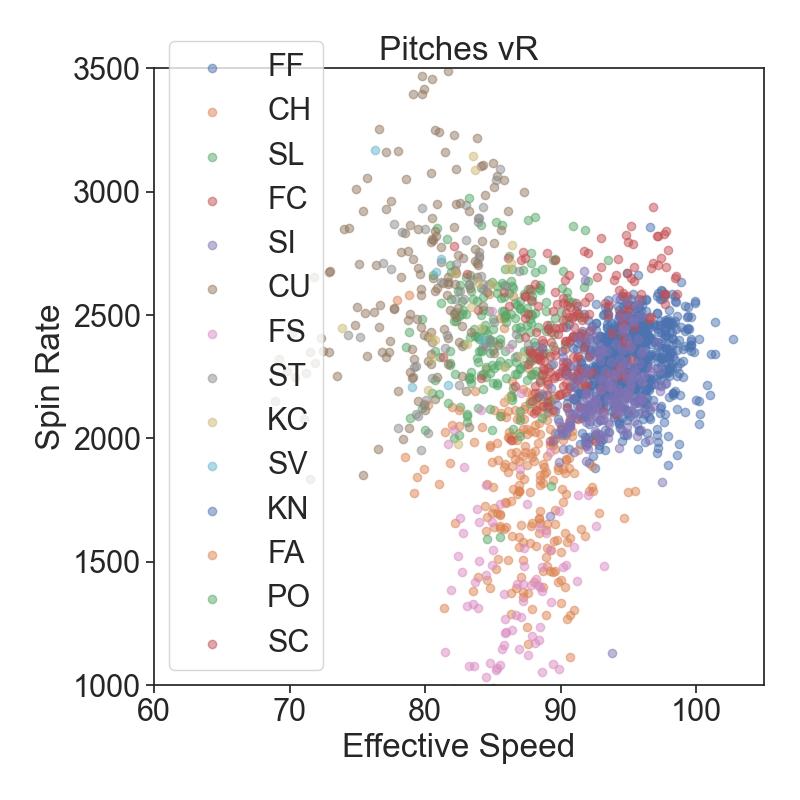 Pitches vR
FF
CH
SL
FC
SI
CU
FS
ST
KC
SV
KN
FA
PO
SC
3500
3000
2500
2000
1500
1000
Spin Rate
60 70 80 90 100
Effective Speed